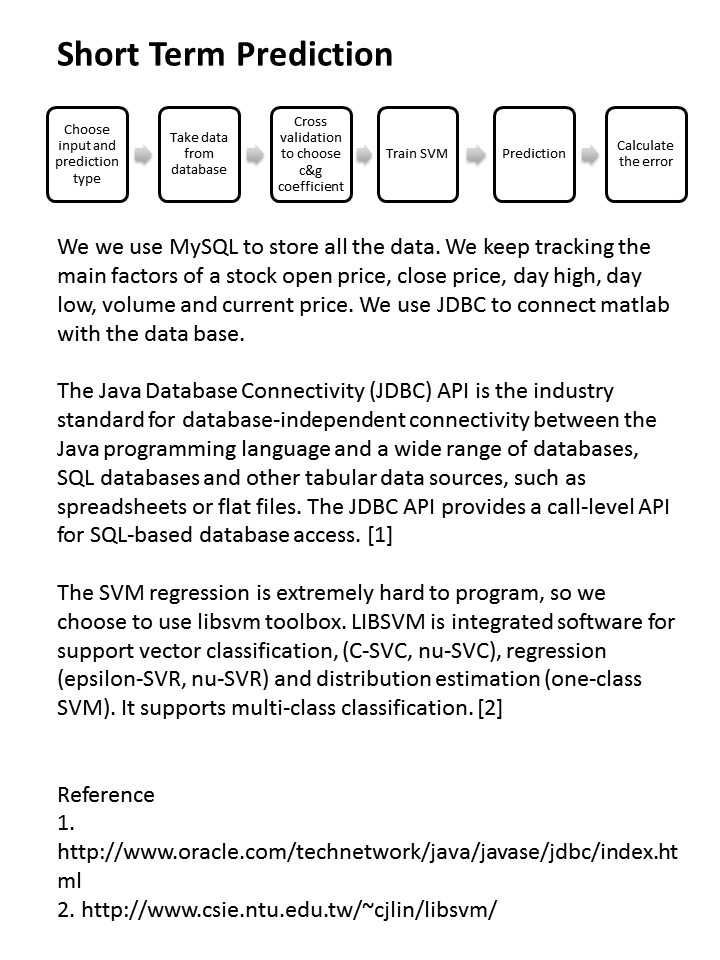 Short Term Prediction
Choose
input and
prediction
type
Take data
from
database
Cross
validation
to choose
c&g
coefficient
Train SVM
Prediction
Calculate
the error
We we use MySQL to store all the data. We keep tracking the
main factors of a stock open price, close price, day high, day
low, volume and current price. We use JDBC to connect matlab
with the data base.
The Java Database Connectivity (JDBC) API is the industry
standard for database-independent connectivity between the
Java programming language and a wide range of databases,
SQL databases and other tabular data sources, such as
spreadsheets or flat files. The JDBC API provides a call-level API
for SQL-based database access. [1]
The SVM regression is extremely hard to program, so we
choose to use libsvm toolbox. LIBSVM is integrated software for
support vector classification, (C-SVC, nu-SVC), regression
(epsilon-SVR, nu-SVR) and distribution estimation (one-class
SVM). It supports multi-class classification. [2]
Reference
1.
http://www.oracle.com/technetwork/java/javase/jdbc/index.ht
ml
2. http://www.csie.ntu.edu.tw/~cjlin/libsvm/